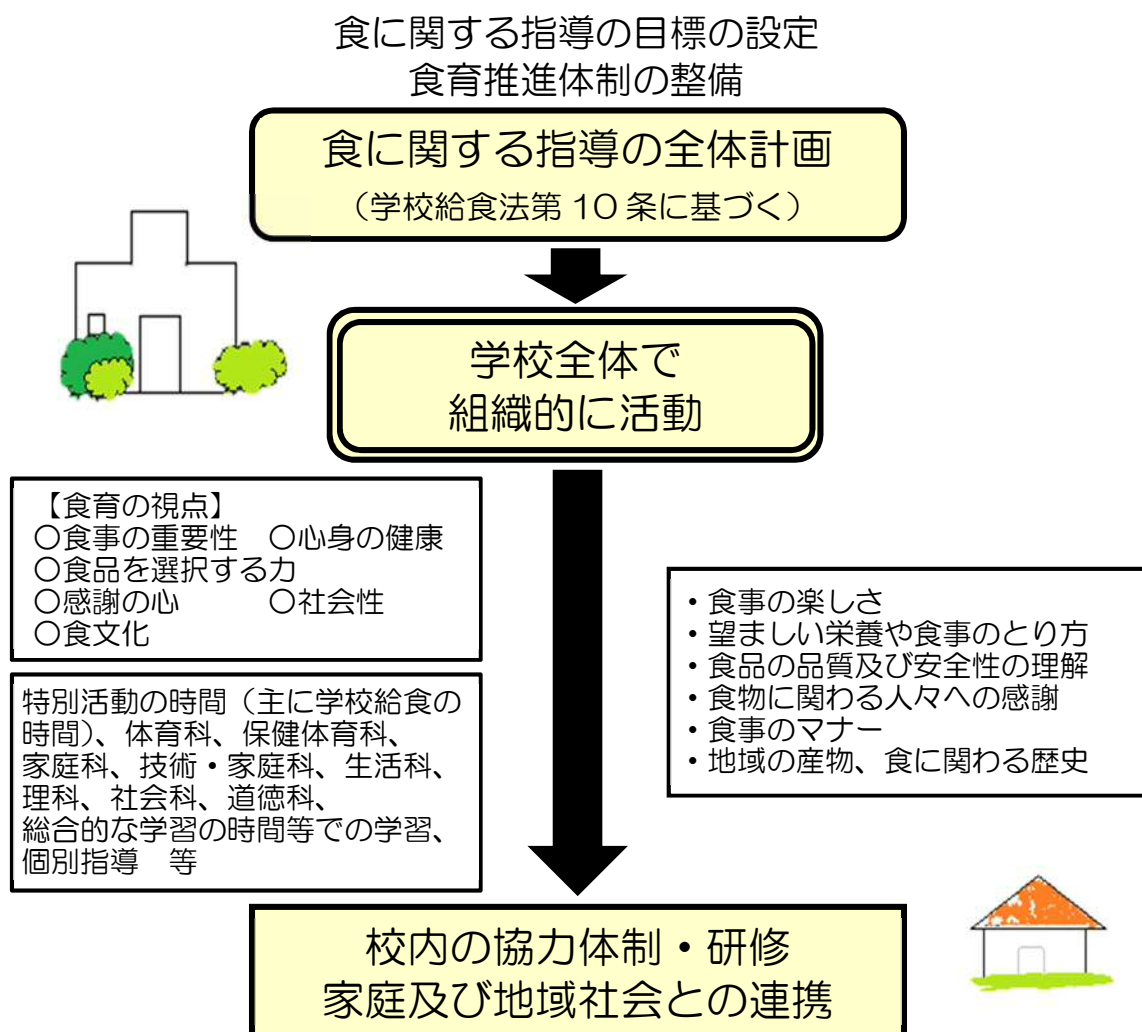 食に関する指導の目標の設定
食育推進体制の整備
食に関する指導の全体計画
（学校給食法第 10 条に基づく）
学校全体で
組織的に活動
【食育の視点】
○食事の重要性　○心身の健康
○食品を選択する力
○感謝の心　　　○社会性
○食文化
特別活動の時間（主に学校給食の
時間）、体育科、保健体育科、
家庭科、技術・家庭科、生活科、
理科、社会科、道徳科、
総合的な学習の時間等での学習、
個別指導　等
・食事の楽しさ
・望ましい栄養や食事のとり方
・食品の品質及び安全性の理解
・食物に関わる人々への感謝
・食事のマナー
・地域の産物、食に関わる歴史
校内の協力体制・研修
家庭及び地域社会との連携